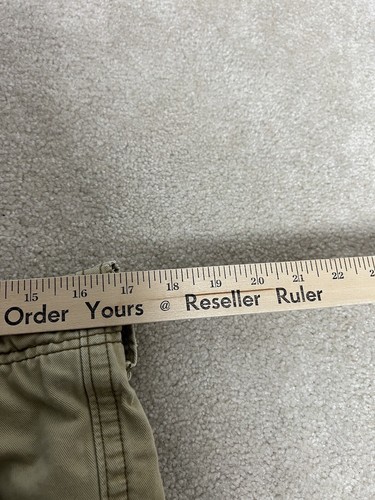 15 16 17 18 19 20 21 22
Order Yours @ Reseller Ruler